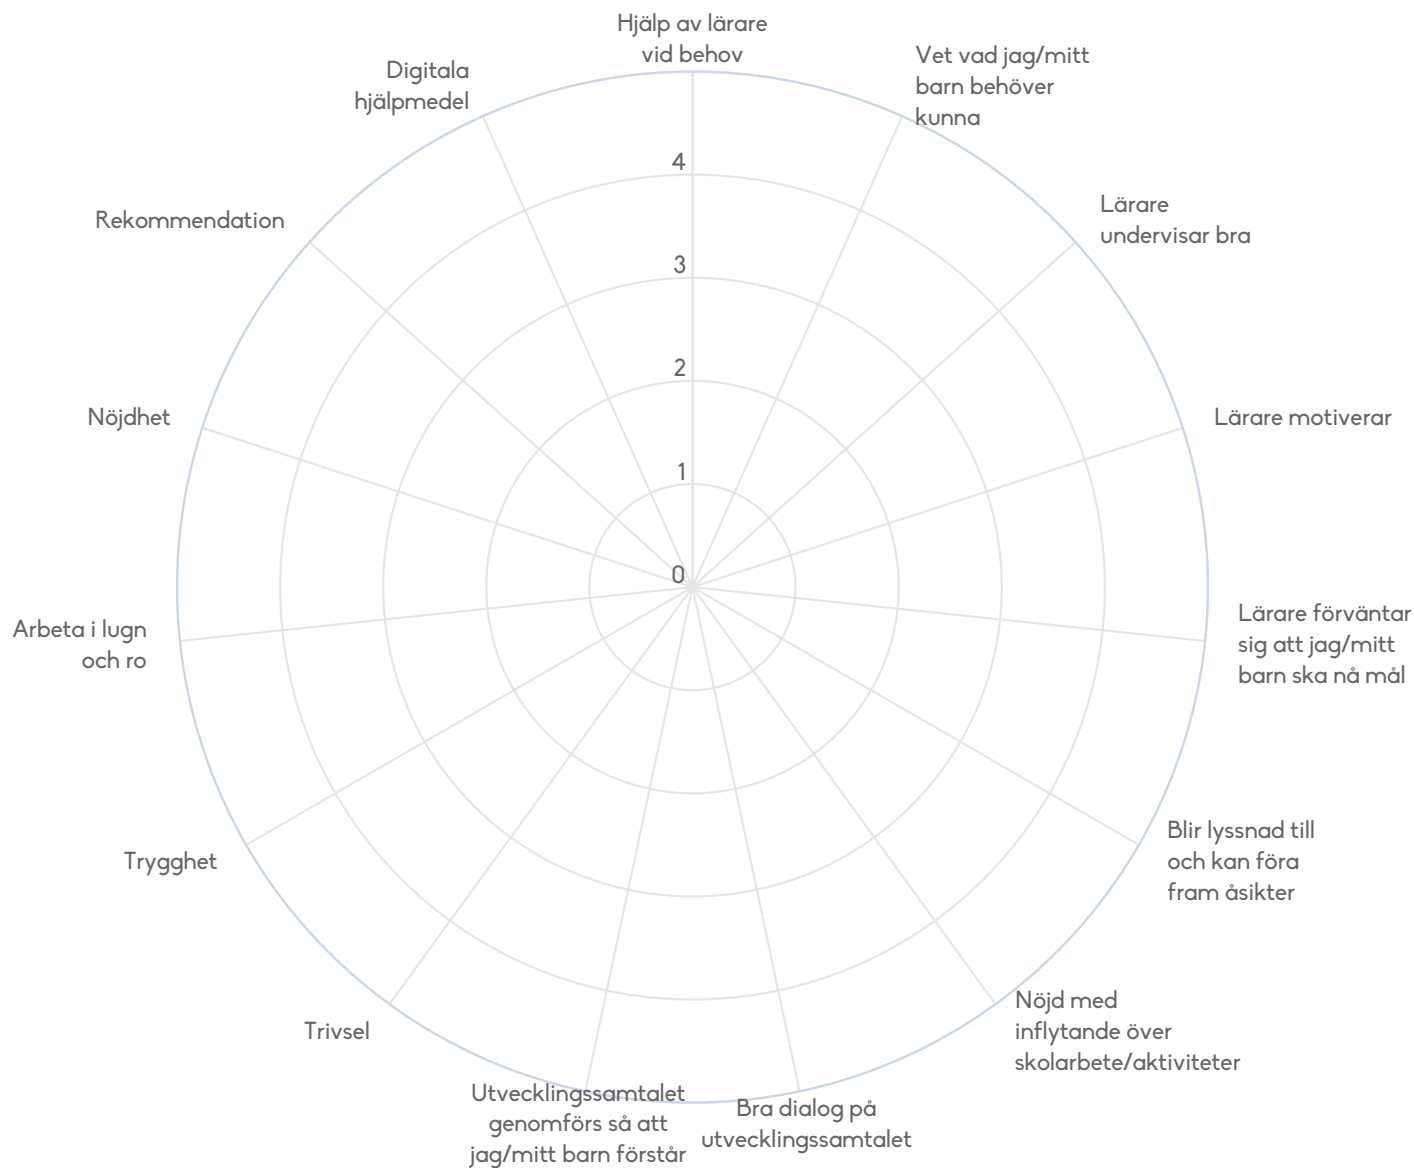 Hjälp av lärare
vid behov
Vet vad jag/mitt
barn behöver
kunna
Lärare
undervisar bra
Lärare motiverar
Lärare förväntar
sig att jag/mitt
barn ska nå mål
Blir lyssnad till
och kan föra
fram åsikter
Nöjd med
inflytande över
skolarbete/aktiviteter
Bra dialog på
utvecklingssamtalet
Utvecklingssamtalet
genomförs så att
jag/mitt barn förstår
Trivsel
Trygghet
Arbeta i lugn
och ro
Nöjdhet
Rekommendation
Digitala
hjälpmedel
4
3
2
1
0